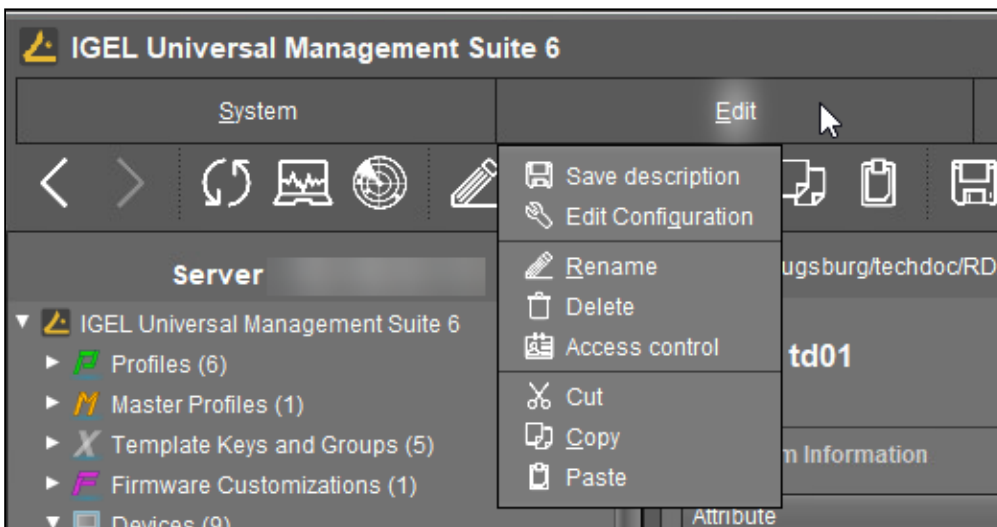 IGEL Universal Management Suite 6
System
Edit
Save description
Edit Configuration
Rename
Delete
Access control
Cut
Copy
Paste
Server
IGEL Universal Management Suite 6
Profiles (6)
Master Profiles (1)
Template Keys and Groups (5)
Firmware Customizations (1)
Devices (9)
ugsburg/techdoc/RD
td01
m Information
Attribute